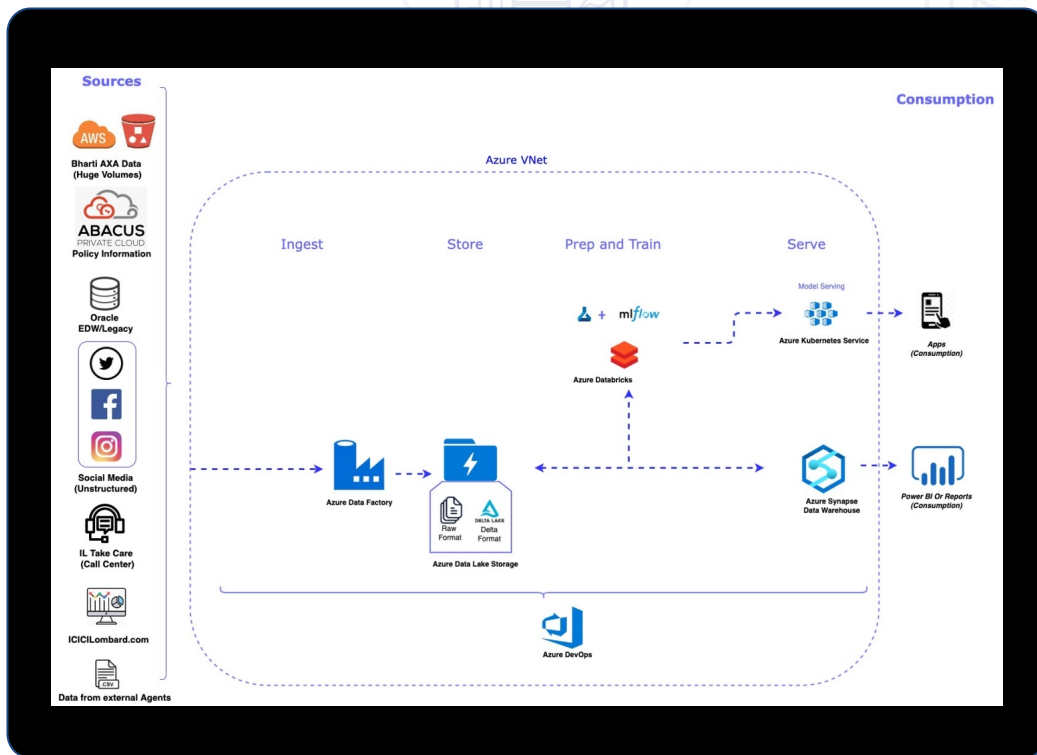 Sources
Consumption
AWS
Bharti AXA Data
(Huge Volumes)
ABACUS
PRIVATE CLOUD
Policy Information
Oracle
EDW/Legacy
Social Media
(Unstructured)
IL Take Care
(Call Center)
ICICILombard.com
CSV
Data from external Agents
Azure VNet
Ingest
Store
Prep and Train
Serve
+ mlflow
Azure Databricks
Model Serving
Azure Kubernetes Service
Apps
(Consumption)
Azure Data Factory
Raw
Format
DELTA LAKE
Delta
Format
Azure Data Lake Storage
Azure Synapse
Data Warehouse
Power BI Or Reports
(Consumption)
Azure DevOps